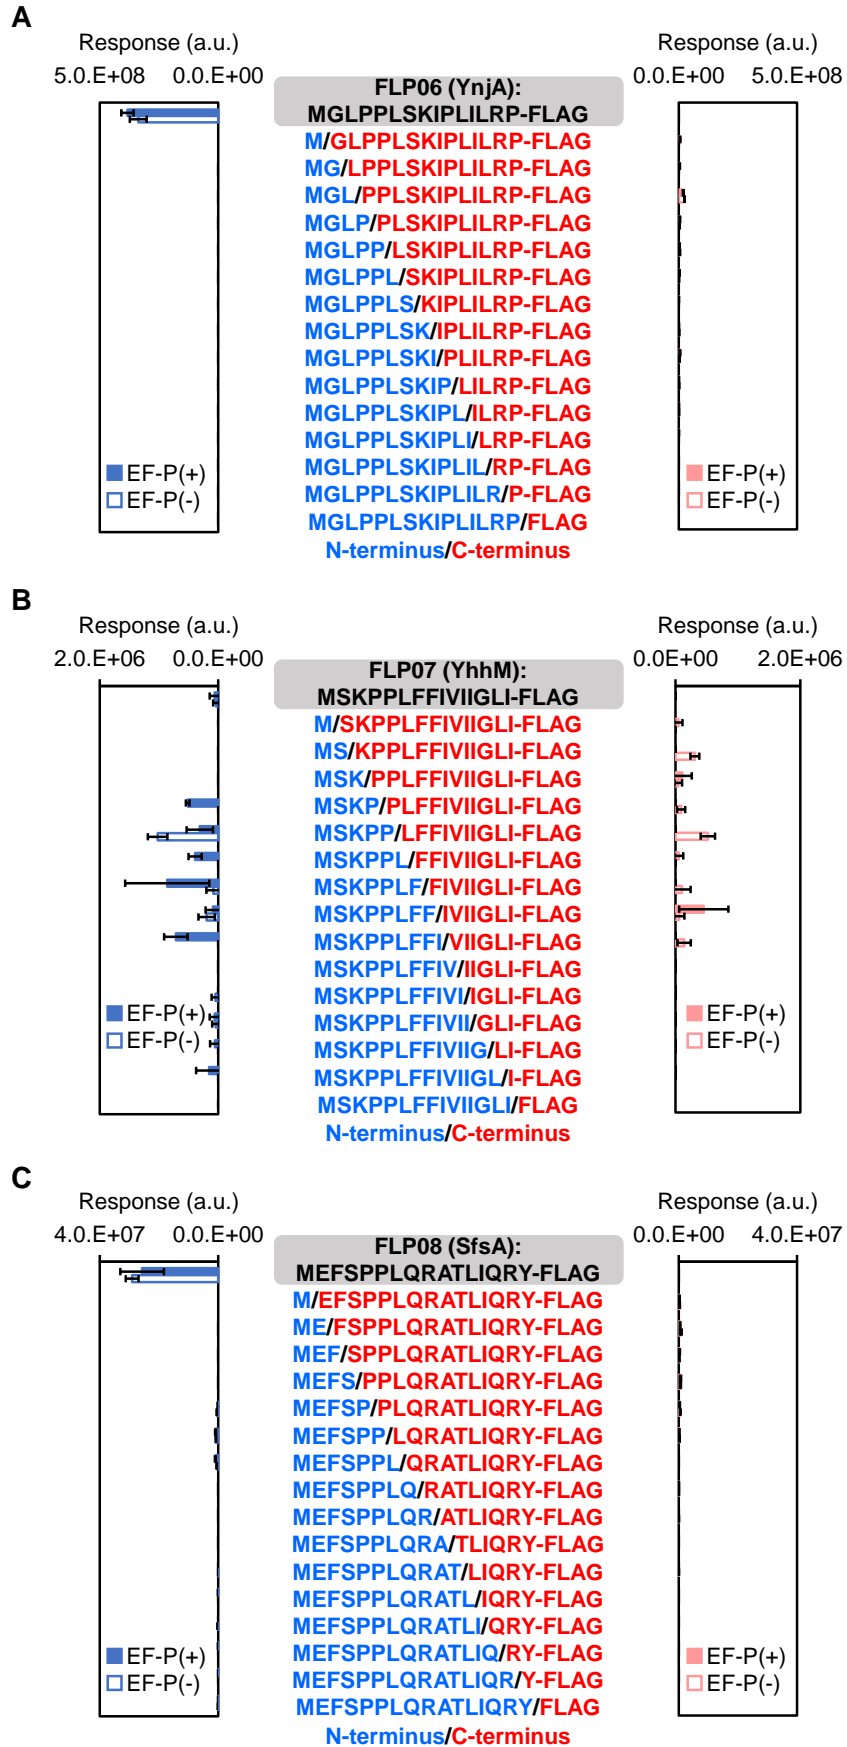 A
Response (a.u.)
5.0.E+08 0.0.E+00
Response (a.u.)
0.0.E+00 5.0.E+08
FLP06 (YnjA):
MGLPPLSKIPLILRP-FLAG
M/GLPPLSKIPLILRP-FLAG
MG/LPPLSKIPLILRP-FLAG
MGL/PPLSKIPLILRP-FLAG
MGLP/PLSKIPLILRP-FLAG
MGLPP/LSKIPLILRP-FLAG
MGLPPL/SKIPLILRP-FLAG
MGLPPLS/KIPLILRP-FLAG
MGLPPLSK/IPLILRP-FLAG
MGLPPLSKI/PLILRP-FLAG
MGLPPLSKIP/LILRP-FLAG
MGLPPLSKIPL/ILRP-FLAG
MGLPPLSKIPLI/LRP-FLAG
MGLPPLSKIPLIL/RP-FLAG
MGLPPLSKIPLILR/P-FLAG
MGLPPLSKIPLILRP/FLAG
N-terminus/C-terminus
EF-P(+)
EF-P(-)
EF-P(+)
EF-P(-)
B
Response (a.u.)
2.0.E+06 0.0.E+00
Response (a.u.)
0.0.E+00 2.0.E+06
FLP07 (YhhM):
MSKPPLFFIVIIGLI-FLAG
M/SKPPLFFIVIIGLI-FLAG
MS/KPPLFFIVIIGLI-FLAG
MSK/PPLFFIVIIGLI-FLAG
MSKP/PLFFIVIIGLI-FLAG
MSKPP/LFFIVIIGLI-FLAG
MSKPPL/FFIVIIGLI-FLAG
MSKPPLF/FIVIIGLI-FLAG
MSKPPLFF/IVIIGLI-FLAG
MSKPPLFFI/VIIGLI-FLAG
MSKPPLFFIV/IIGLI-FLAG
MSKPPLFFIVI/IGLI-FLAG
MSKPPLFFIVII/GLI-FLAG
MSKPPLFFIVIIG/LI-FLAG
MSKPPLFFIVIIGL/I-FLAG
MSKPPLFFIVIIGLI/FLAG
N-terminus/C-terminus
EF-P(+)
EF-P(-)
EF-P(+)
EF-P(-)
C
Response (a.u.)
4.0.E+07 0.0.E+00
Response (a.u.)
0.0.E+00 4.0.E+07
FLP08 (SfsA):
MEFSPPLQRATLIQRY-FLAG
M/EFSPPLQRATLIQRY-FLAG
ME/FSPPLQRATLIQRY-FLAG
MEF/SPPLQRATLIQRY-FLAG
MEFS/PPLQRATLIQRY-FLAG
MEFSP/PLQRATLIQRY-FLAG
MEFSPP/LQRATLIQRY-FLAG
MEFSPPL/QRATLIQRY-FLAG
MEFSPPLQ/RATLIQRY-FLAG
MEFSPPLQR/ATLIQRY-FLAG
MEFSPPLQRA/TLIQRY-FLAG
MEFSPPLQRAT/LIQRY-FLAG
MEFSPPLQRATL/IQRY-FLAG
MEFSPPLQRATLI/QRY-FLAG
MEFSPPLQRATLIQ/RY-FLAG
MEFSPPLQRATLIQR/Y-FLAG
MEFSPPLQRATLIQRY/FLAG
N-terminus/C-terminus
EF-P(+)
EF-P(-)
EF-P(+)
EF-P(-)